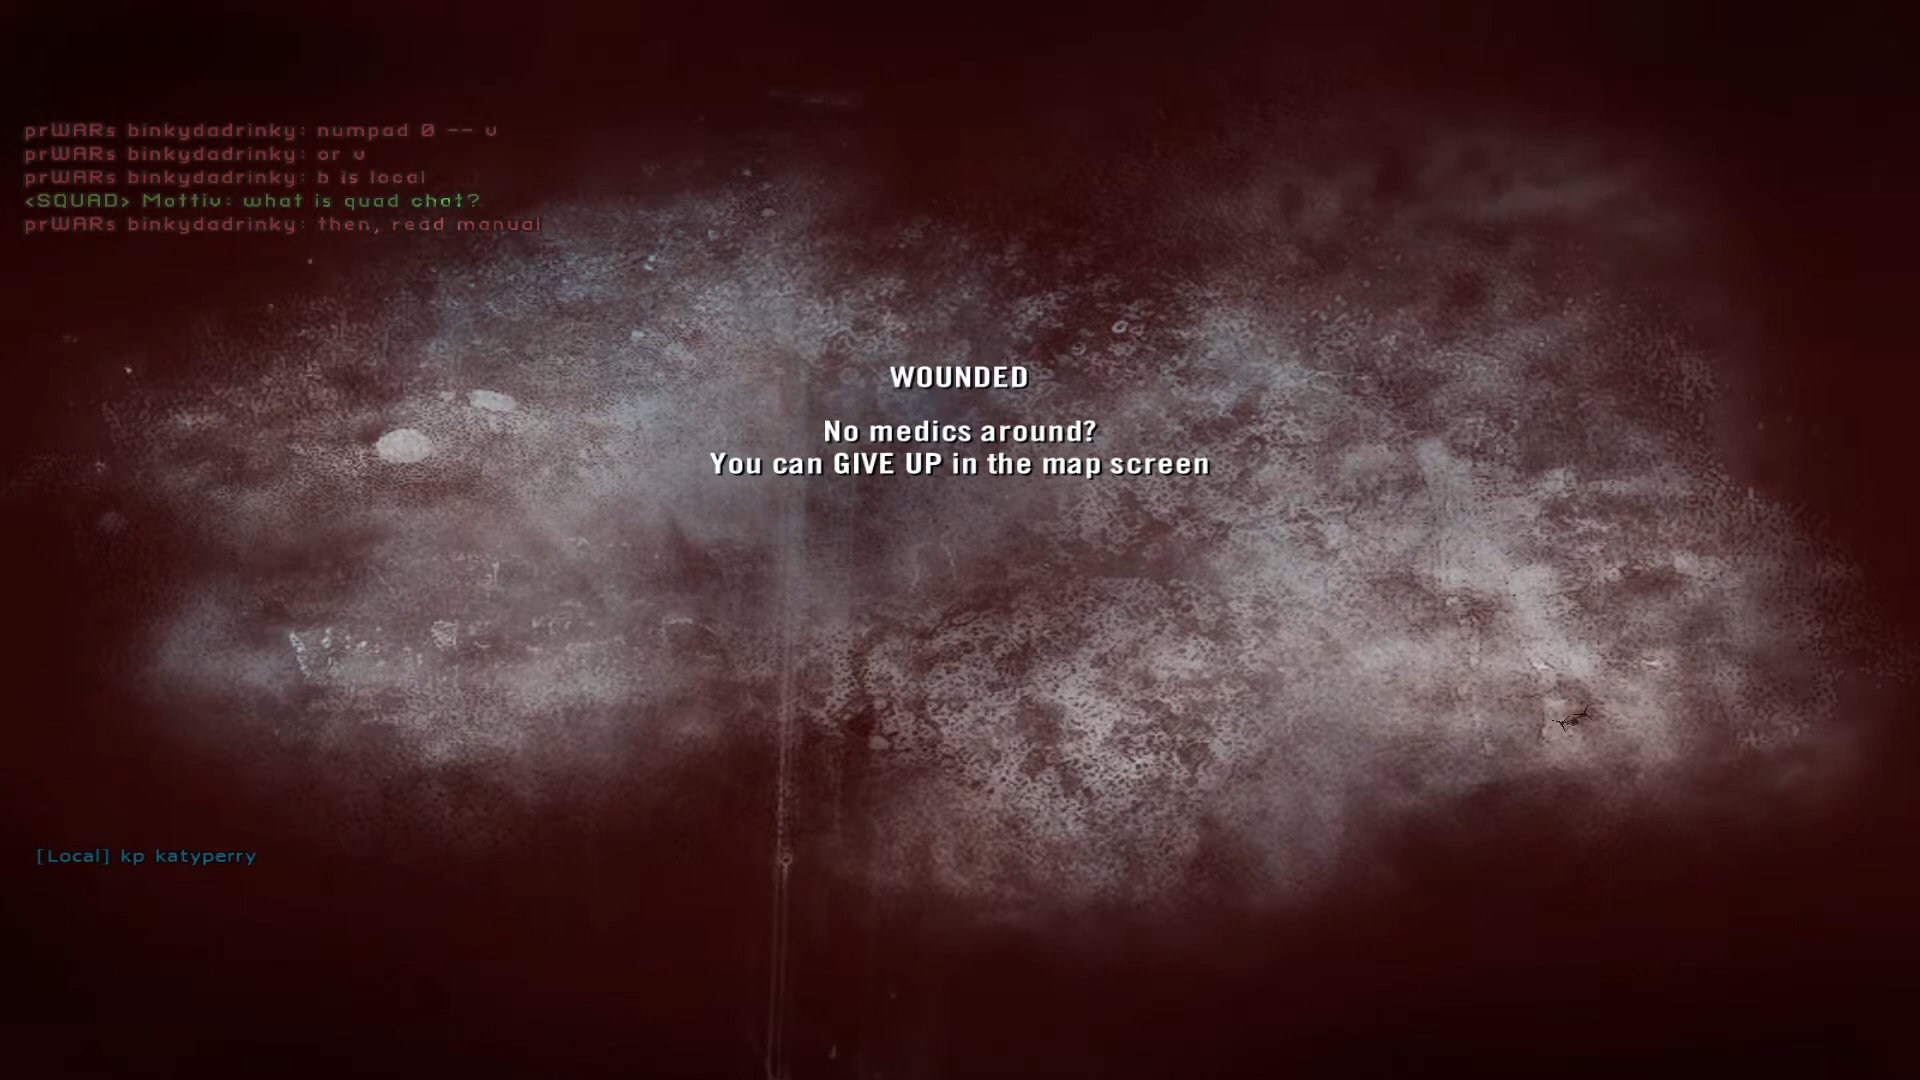 prWARs binkydadrinky: numpad 0 -- v
prWARs binkydadrinky: or v
prWARs binkydadrinky: b is local
<SQUAD> Mottiv: what is quad chat?
prWARs binkydadrinky: then, read manual
WOUNDED
No medics around?
You can GIVE UP in the map screen
[Local] kp katyperry